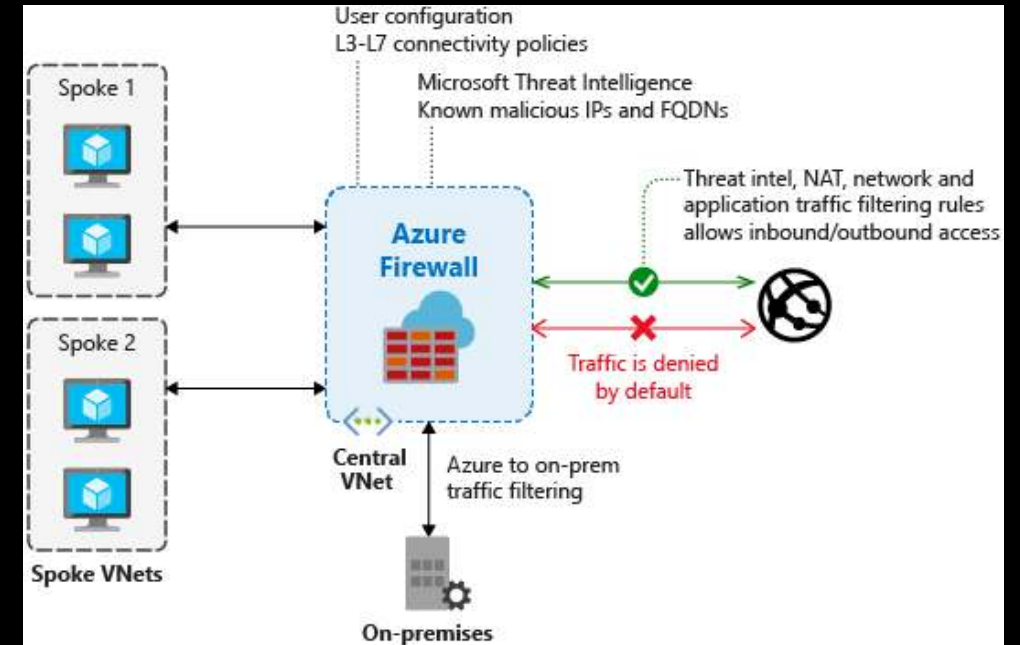 User configuration
L3-L7 connectivity policies
Microsoft Threat Intelligence
Known malicious IPs and FQDNs
Spoke 1
Threat intel, NAT, network and
application traffic filtering rules
allows inbound/outbound access
Azure
Firewall
Spoke 2
Traffic is denied
by default
Central
VNet
Azure to on-prem
traffic filtering
Spoke VNets
On-premises